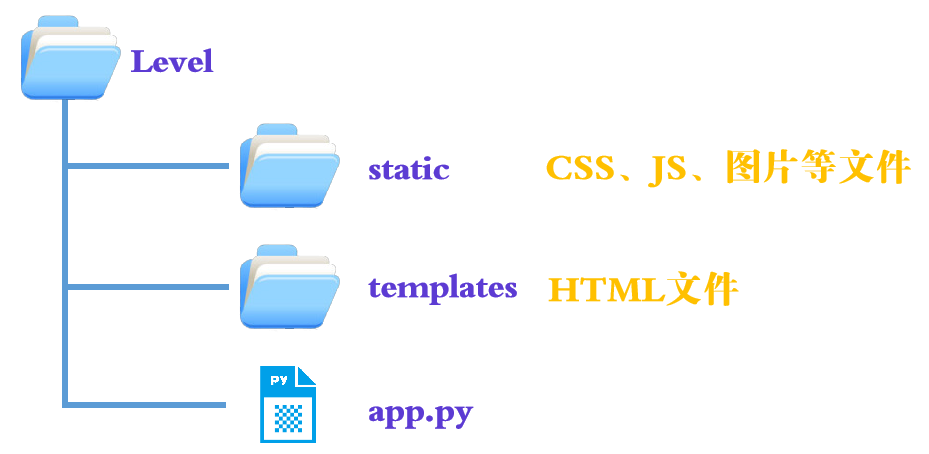 Level
static CSS、JS、图片等文件
templates HTML文件
PY
app.py